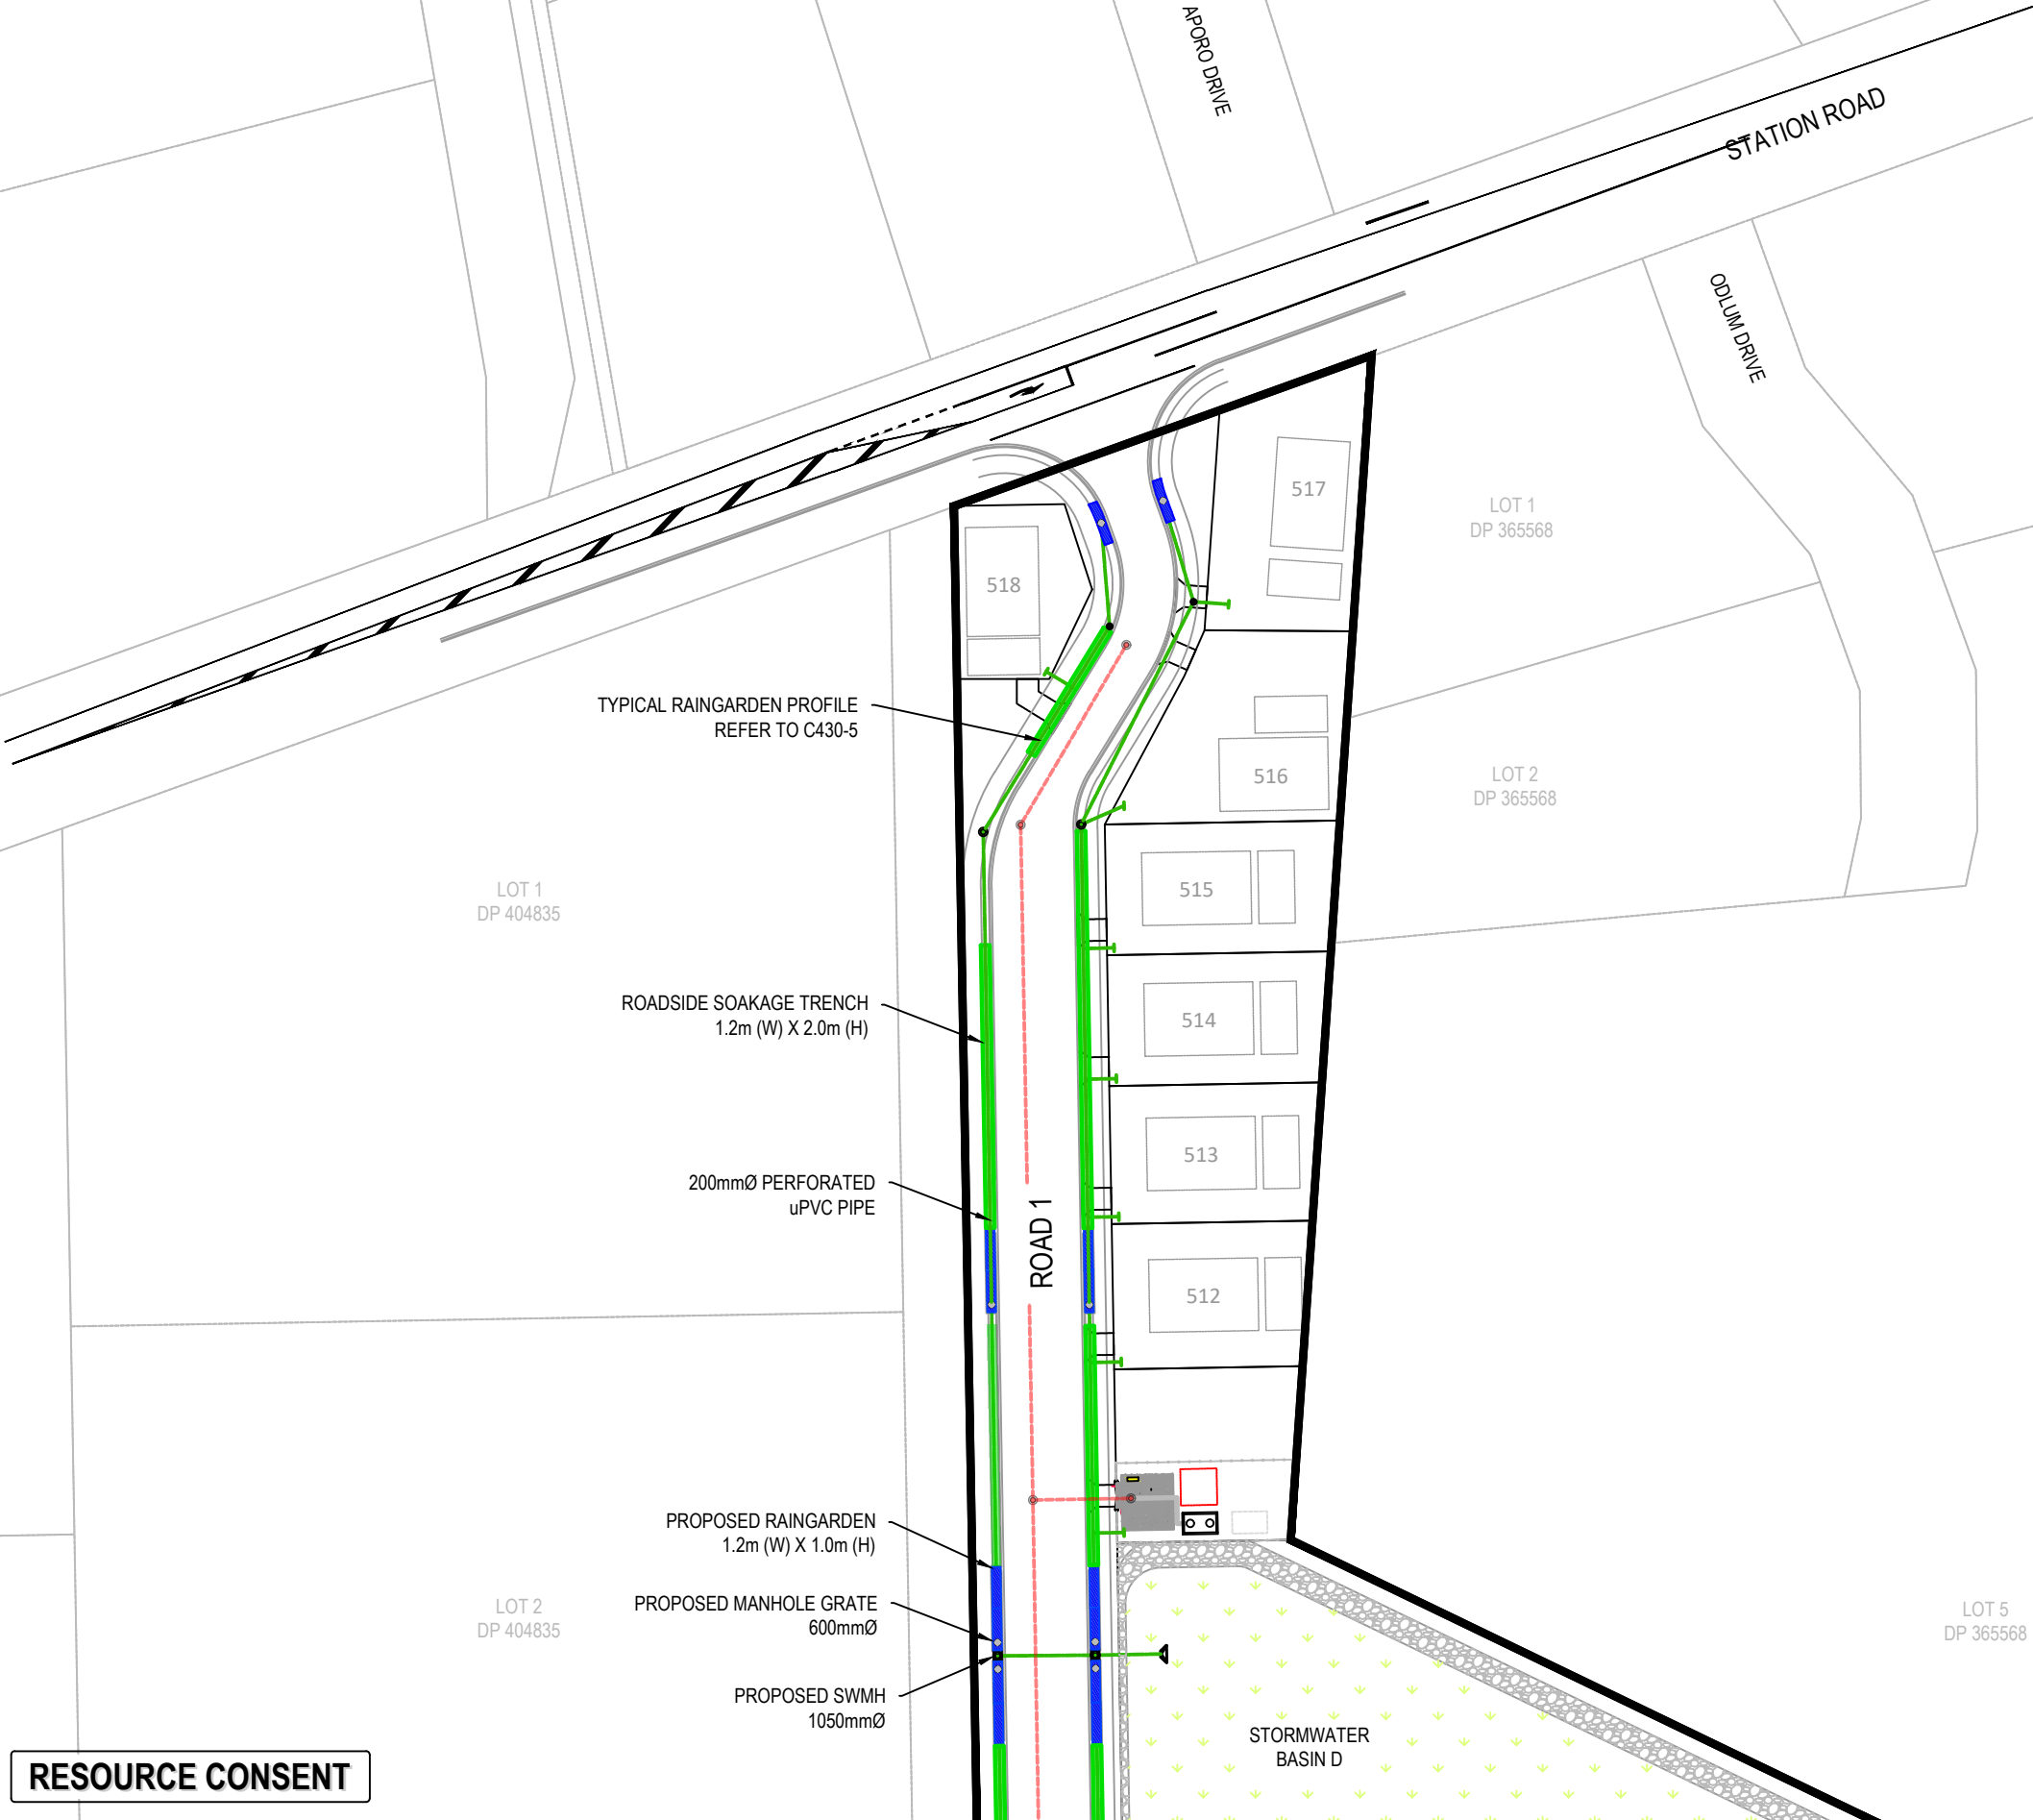 APORO DRIVE
STATION ROAD
ODLUM DRIVE
517
LOT 1
DP 365568
518
TYPICAL RAINGARDEN PROFILE
REFER TO C430-5
516
LOT 2
DP 365568
515
LOT 1
DP 404835
ROADSIDE SOAKAGE TRENCH
1.2m (W) X 2.0m (H)
514
513
200mmØ PERFORATED
uPVC PIPE
ROAD 1
512
PROPOSED RAINGARDEN
1.2m (W) X 1.0m (H)
PROPOSED MANHOLE GRATE
600mmØ
LOT 2
DP 404835
LOT 5
DP 365568
PROPOSED SWMH
1050mmØ
STORMWATER
BASIN D
RESOURCE CONSENT